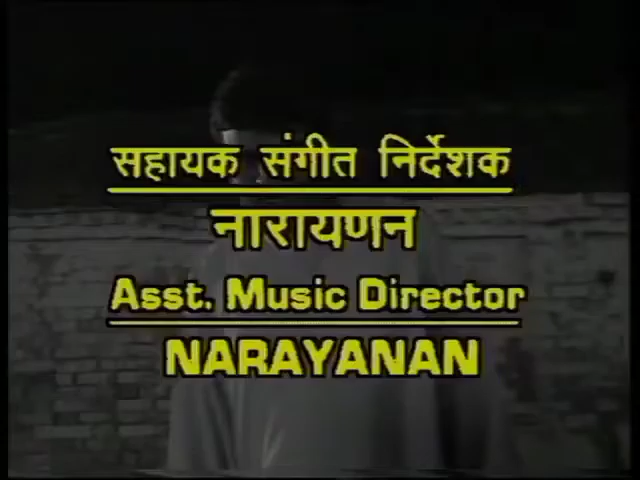 सहायक संगीत निर्देशक
नारायणन
Asst. Music Director
NARAYANAN